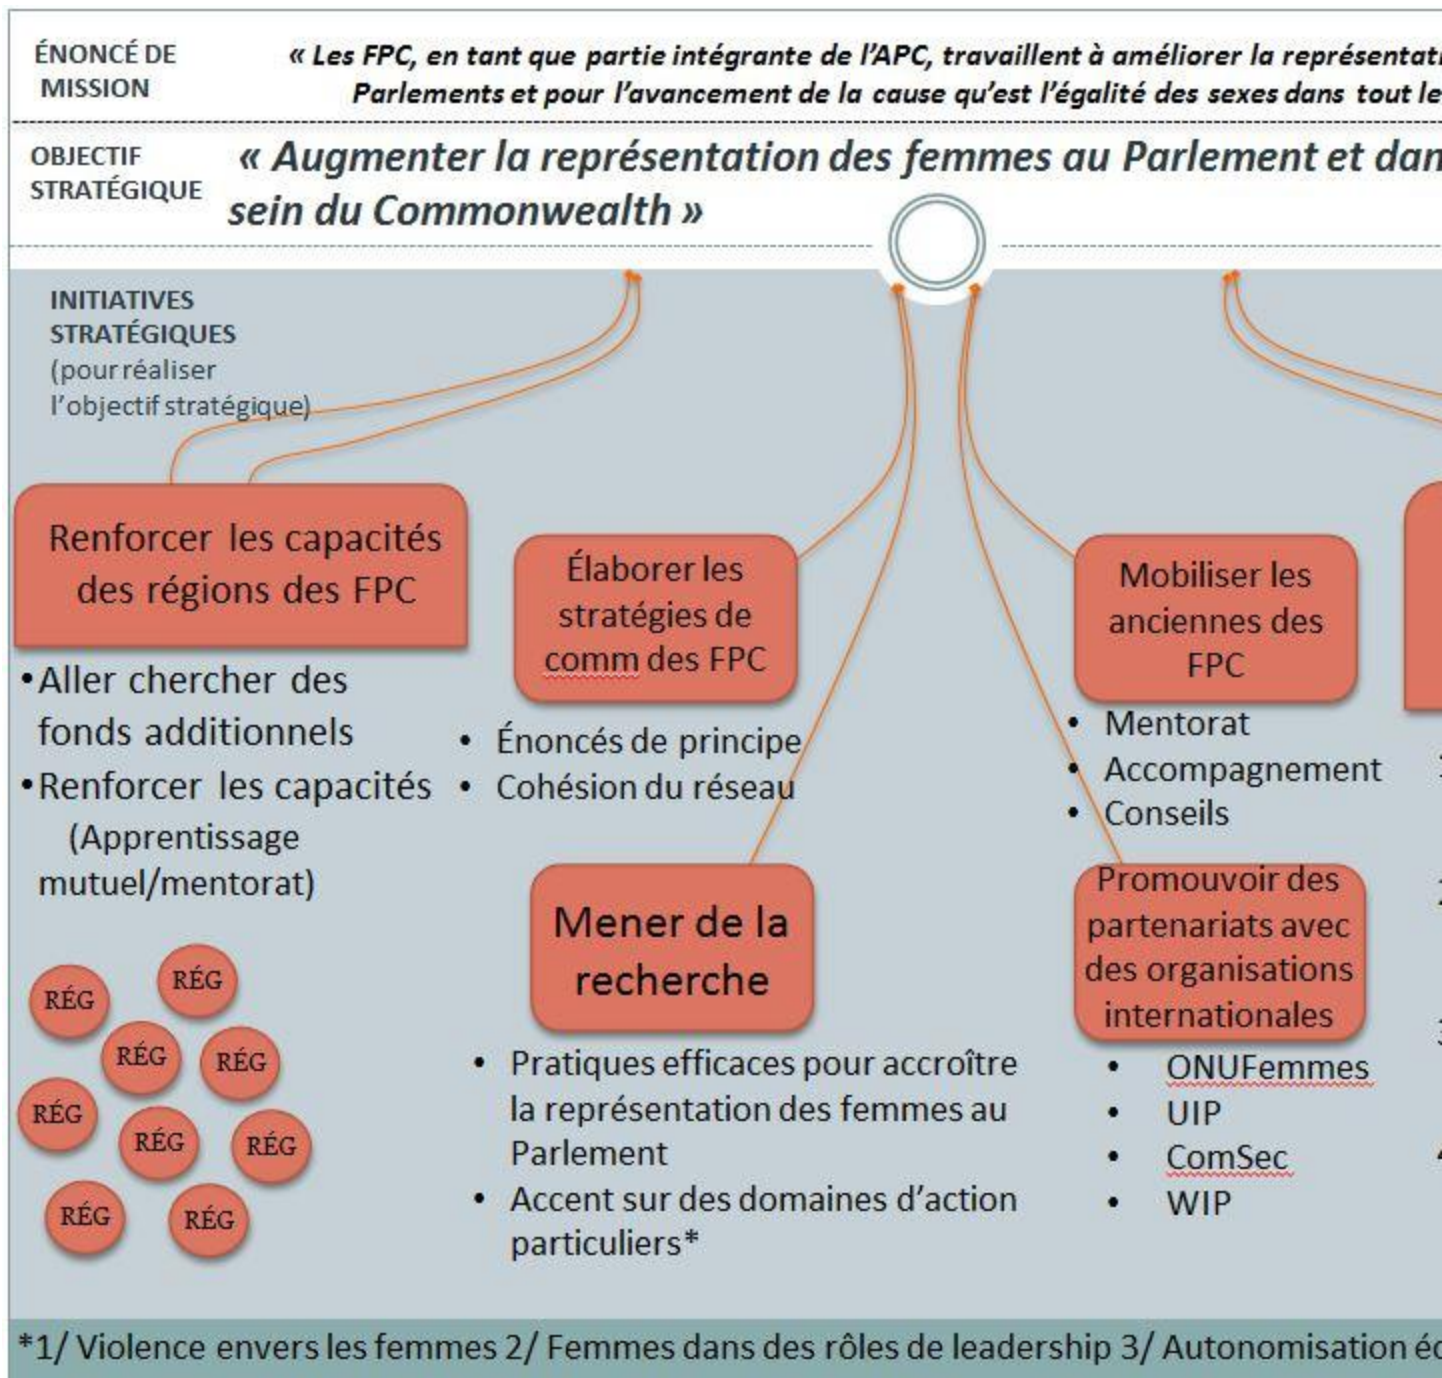 ÉNONCÉ DE
MISSION
« Les FPC, en tant que partie intégrante de l'APC, travaillent à améliorer la
Parlements et pour l'avancement de la cause qu'est l'égalité des sexes dans tout le
OBJECTIF
STRATÉGIQUE
« Augmenter la représentation des femmes au Parlement et
sein du Commonwealth »
INITIATIVES
STRATÉGIQUES
(pour réaliser
l'objectif stratégique)
Renforcer les capacités
des régions des FPC
•Aller chercher des
fonds additionnels
•Renforcer les capacités
(Apprentissage
mutuel/mentorat)
RÉG
RÉG
RÉG
RÉG
RÉG
RÉG
RÉG
RÉG
RÉG
Élaborer les
stratégies de
comm des FPC
• Énoncés de principe
• Cohésion du réseau
Mener de la
recherche
• Pratiques efficaces pour accroître
la représentation des femmes au
Parlement
• Accent sur des domaines d'action
particuliers*
Mobiliser les
anciennes des
FPC
• Mentorat
• Accompagnement
• Conseils
Promouvoir des
partenariats avec
des organisations
internationales
• ONUFemmes
• UIP
• ComSec
• WIP
*1/ Violence envers les femmes 2/ Femmes dans des rôles de leadership 3/ Autonomisation